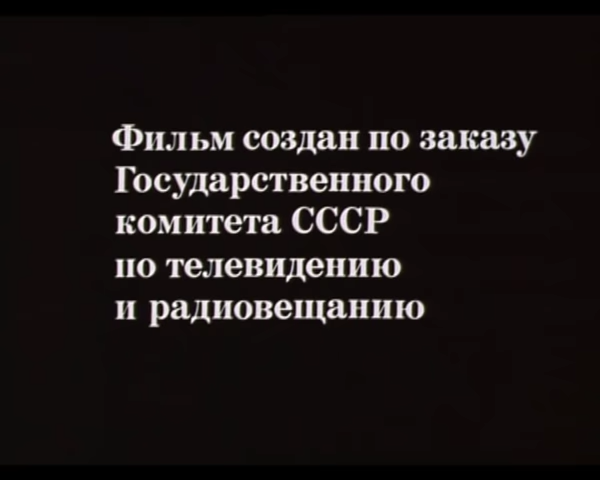 Фильм создан по заказу
Государственного
комитета СССР
по телевидению
и радиовещанию